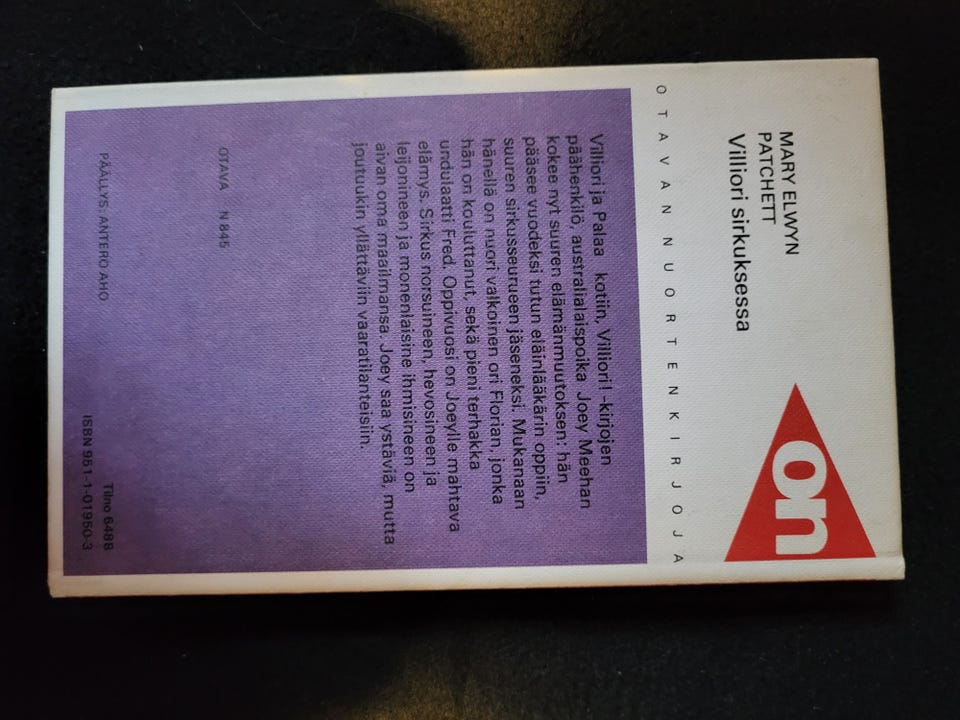 MARY ELWYN
PATCHETT
Villiori sirkuksessa
on
OTAVAN NUORTENKIRJOJA
Villiori ja Palaa kotiin, Villiori! -kirjojen
päähenkilö, australialaispoika Joey Meehan
kokee nyt suuren elämänmuutoksen: hän
pääsee vuodeksi tutun eläinlääkärin oppiin,
suuren sirkusseurueen jäseneksi. Mukanaan
hänellä on nuori valkoinen ori Florian, jonka
hän on kouluttanut, sekä pieni terhakka
undulaatti Fred. Oppivuosi on Joeylle mahtava
elämys. Sirkus norsuineen, hevosineen ja
leijonineen ja monenlaisine ihmisineen on
aivan oma maailmansa. Joey saa ystäviä, mutta
joutuukin yllättäviin vaaratilanteisiin.
OTAVA N 845
PÄÄLLYS: ANTERO AHO
Tilno 6488
ISBN 951-1-01950-3